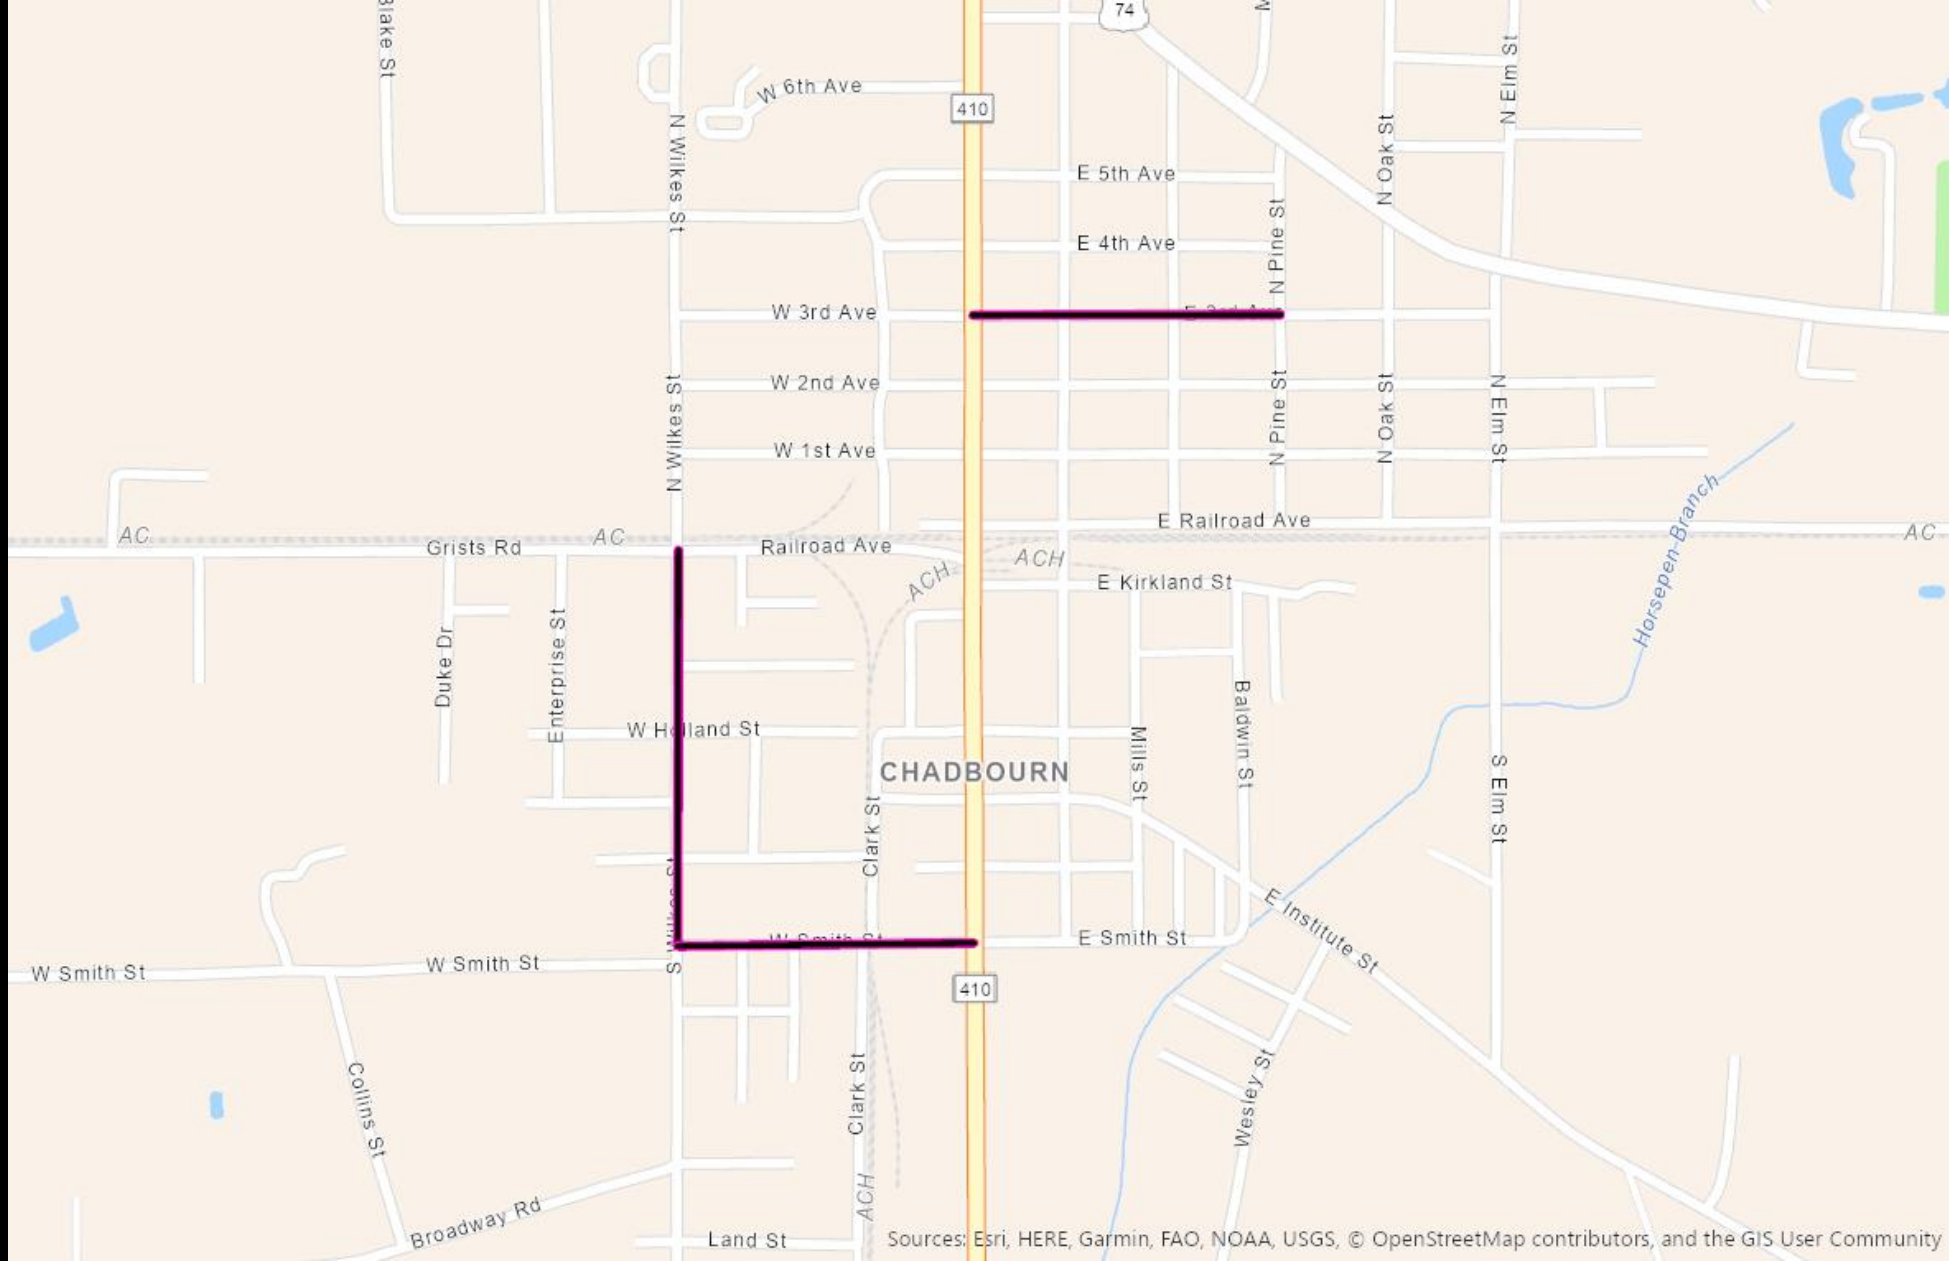 Blake St
74
W 6th Ave
410
N Elm St
N Wilkes St
N Oak St
E 5th Ave
N Pine St
E 4th Ave
W 3rd Ave
W 2nd Ave
N Wilkes St
N Pine St
N Oak St
N Elm St
W 1st Ave
E Railroad Ave
AC
AC
AC
Grists Rd
Railroad Ave
ACH
ACH
E Kirkland St
Horsepen Branch
Duke Dr
Enterprise St
W Holland St
Baldwin St
Mills St
CHADBOURN
S Elm St
Clark St
S Wilkes St
W Smith St
E Smith St
E Institute St
W Smith St
W Smith St
410
Collins St
Clark St
Wesley St
ACH
Broadway Rd
Land St
Sources: Esri, HERE, Garmin, FAO, NOAA, USGS, © OpenStreetMap contributors, and the GIS User Community